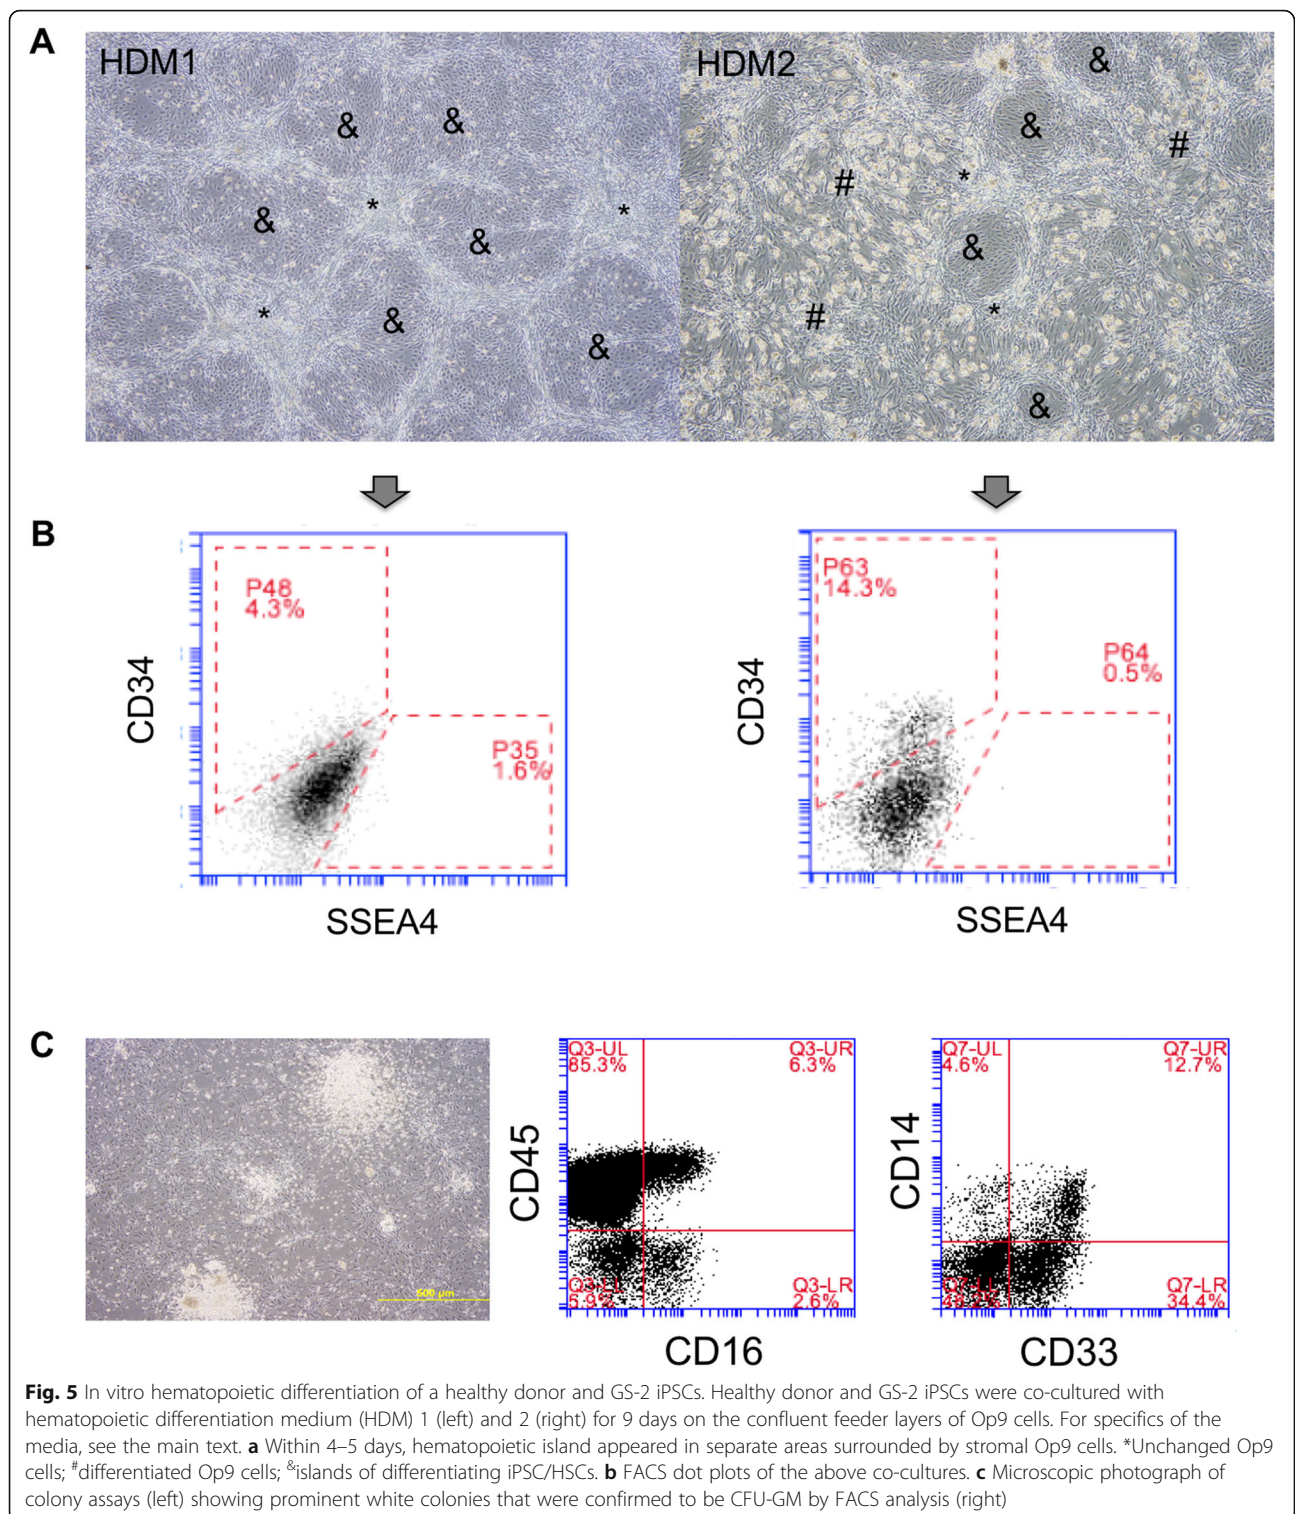 A
HDM1
HDM2
&
&
&
&
&
&
*
*
*
&
&
&
&
#
#
#
*
*
B
P48
4.3%
P35
1.6%
CD34
SSEA4
P63
14.3%
P64
0.5%
CD34
SSEA4
C
500 µm
Q3-UL
85.3%
Q3-UR
6.3%
Q3-LL
5.9%
Q3-LR
2.6%
CD45
CD16
Q7-UL
4.6%
Q7-UR
12.7%
Q7-LL
Q7-LR
34.4%
CD14
CD33
Fig. 5 In vitro hematopoietic differentiation of a healthy donor and GS-2 iPSCs. Healthy donor and GS-2 iPSCs were co-cultured with
hematopoietic differentiation medium (HDM) 1 (left) and 2 (right) for 9 days on the confluent feeder layers of Op9 cells. For specifics of the
media, see the main text. a Within 4–5 days, hematopoietic island appeared in separate areas surrounded by stromal Op9 cells. *Unchanged Op9
cells; #differentiated Op9 cells; &islands of differentiating iPSC/HSCs. b FACS dot plots of the above co-cultures. c Microscopic photograph of
colony assays (left) showing prominent white colonies that were confirmed to be CFU-GM by FACS analysis (right)